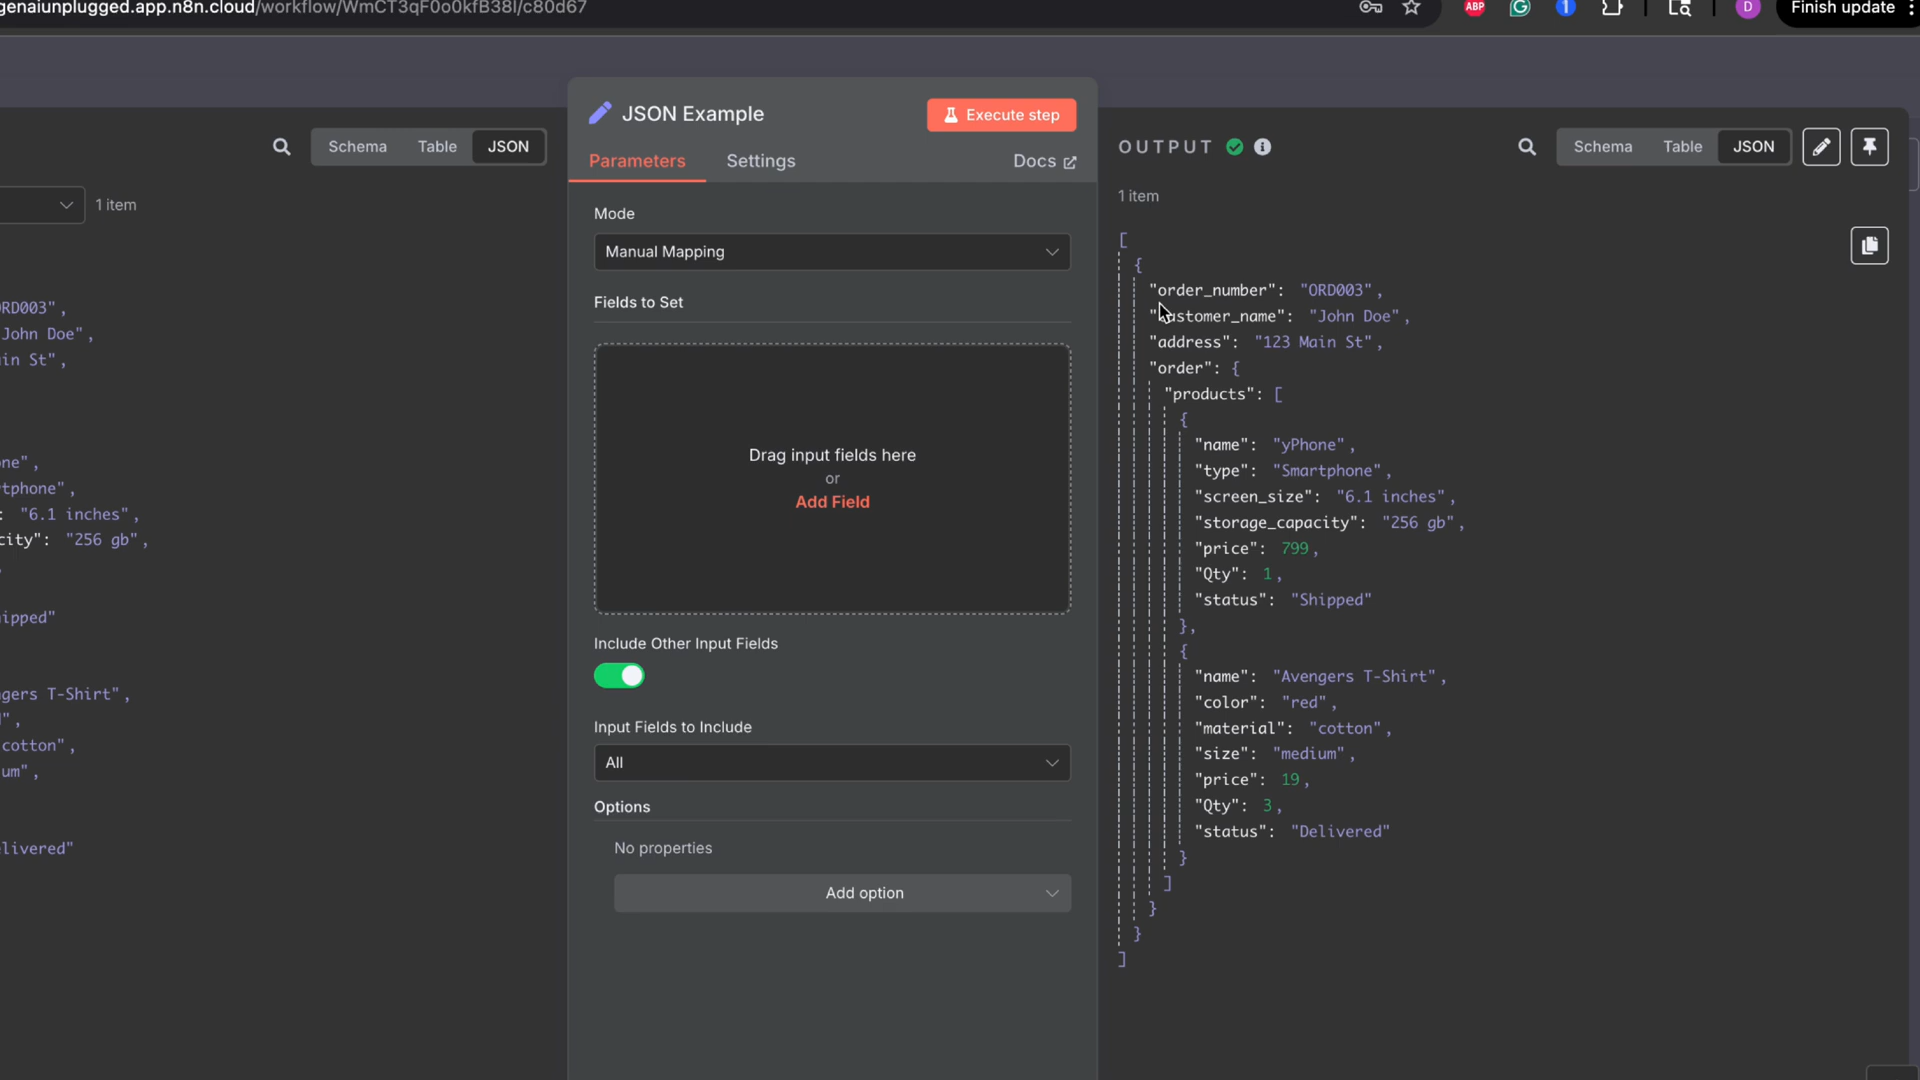 genaiunplugged.app.n8n.cloud/workflow/WmCT3qF0o0kfB38I/c80d67
ABP
1
D
Finish update
Schema
Table
JSON
1 item
RD003",
John Doe",
in St",
ne",
tphone",
: "6.1 inches",
city": "256 gb",
,
ipped"
gers T-Shirt",
",
cotton",
um",
livered"
JSON Example
Execute step
Parameters
Settings
Docs
Mode
Manual Mapping
Fields to Set
Drag input fields here
or
Add Field
Include Other Input Fields
Input Fields to Include
All
Options
No properties
Add option
OUTPUT
Schema
Table
JSON
1 item
[
{
"order_number": "ORD003",
"customer_name": "John Doe",
"address": "123 Main St",
"order": {
"products": [
{
"name": "yPhone",
"type": "Smartphone",
"screen_size": "6.1 inches",
"storage_capacity": "256 gb",
"price": 799,
"Qty": 1,
"status": "Shipped"
},
{
"name": "Avengers T-Shirt",
"color": "red",
"material": "cotton",
"size": "medium",
"price": 19,
"Qty": 3,
"status": "Delivered"
}
]
}
}
]